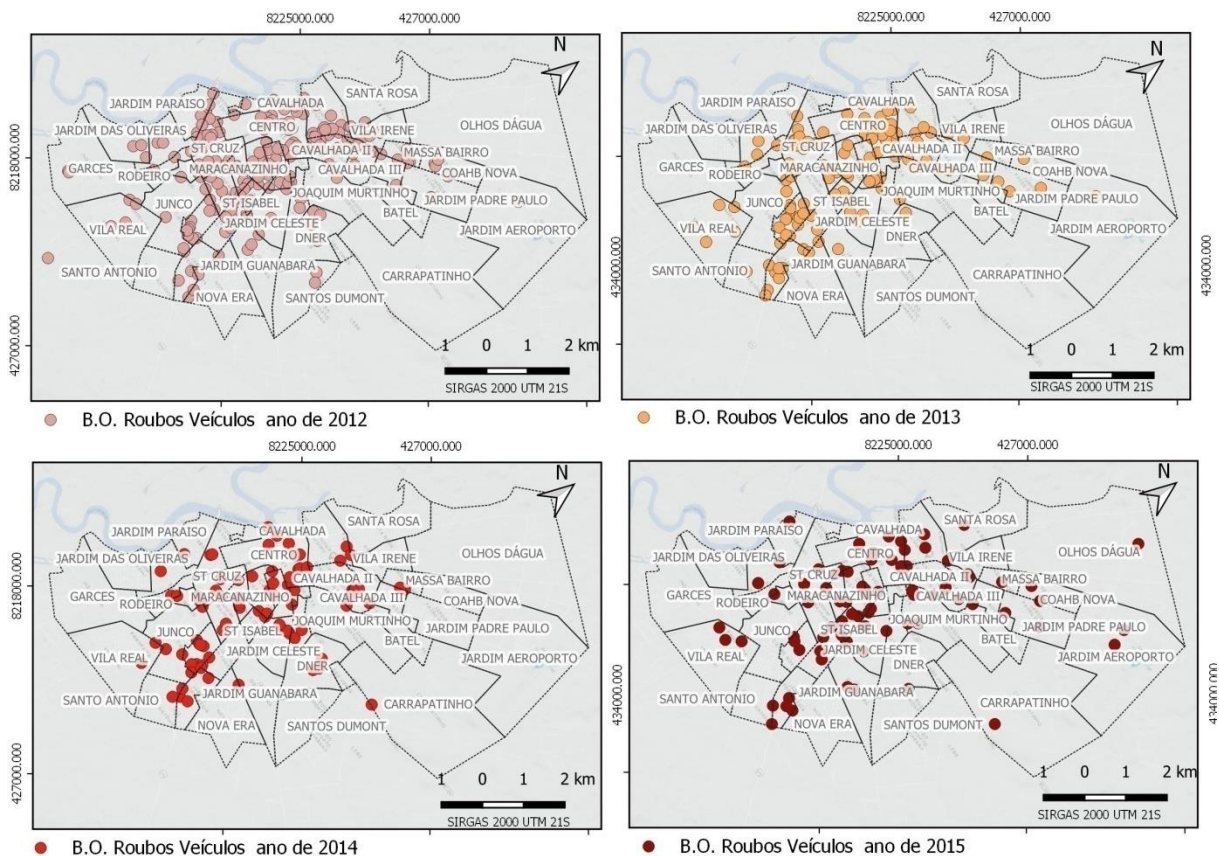 8225000.000 427000.000
N
SANTA ROSA
JARDIM PARAISO CAVALHADA
JARDIM DAS OLIVEIRAS CENTRO VILA IRENE OLHOS DÁGUA
ST CRUZ CAVALHADA II MASSA BAIRRO
GARCES RODEIRO MARACANAZINHO CAVALHADA III COAHB NOVA
JOAQUIM MURTINHO
JUNCO ST ISABEL BATEL JARDIM PADRE PAULO
VILA REAL JARDIM CELESTE JARDIM AEROPORTO
DNER
SANTO ANTONIO JARDIM GUANABARA CARRAPATINHO
NOVA ERA SANTOS DUMONT
8218000.000
427000.000
1 0 1 2 km
SIRGAS 2000 UTM 21S
B.O. Roubos Veículos ano de 2012
8225000.000 427000.000
N
SANTA ROSA
JARDIM PARAISO CAVALHADA
JARDIM DAS OLIVEIRAS CENTRO VILA IRENE OLHOS DÁGUA
ST CRUZ CAVALHADA II MASSA BAIRRO
GARCES RODEIRO MARACANAZINHO CAVALHADA III COAHB NOVA
JOAQUIM MURTINHO
JUNCO ST ISABEL BATEL JARDIM PADRE PAULO
VILA REAL JARDIM CELESTE JARDIM AEROPORTO
DNER
SANTO ANTONIO JARDIM GUANABARA CARRAPATINHO
NOVA ERA SANTOS DUMONT
434000.000
434000.000
1 0 1 2 km
SIRGAS 2000 UTM 21S
B.O. Roubos Veículos ano de 2013
8225000.000 427000.000
N
SANTA ROSA
JARDIM PARAISO CAVALHADA
JARDIM DAS OLIVEIRAS CENTRO VILA IRENE OLHOS DÁGUA
ST CRUZ CAVALHADA II MASSA BAIRRO
GARCES RODEIRO MARACANAZINHO CAVALHADA III COAHB NOVA
JOAQUIM MURTINHO
JUNCO ST ISABEL BATEL JARDIM PADRE PAULO
VILA REAL JARDIM CELESTE JARDIM AEROPORTO
DNER
SANTO ANTONIO JARDIM GUANABARA CARRAPATINHO
NOVA ERA SANTOS DUMONT
8218000.000
427000.000
1 0 1 2 km
SIRGAS 2000 UTM 21S
B.O. Roubos Veículos ano de 2014
8225000.000 427000.000
N
SANTA ROSA
JARDIM PARAISO CAVALHADA
JARDIM DAS OLIVEIRAS CENTRO VILA IRENE OLHOS DÁGUA
ST CRUZ CAVALHADA II MASSA BAIRRO
GARCES RODEIRO MARACANAZINHO CAVALHADA III COAHB NOVA
JOAQUIM MURTINHO
JUNCO ST ISABEL BATEL JARDIM PADRE PAULO
VILA REAL JARDIM CELESTE JARDIM AEROPORTO
DNER
SANTO ANTONIO JARDIM GUANABARA CARRAPATINHO
NOVA ERA SANTOS DUMONT
434000.000
434000.000
1 0 1 2 km
SIRGAS 2000 UTM 21S
B.O. Roubos Veículos ano de 2015